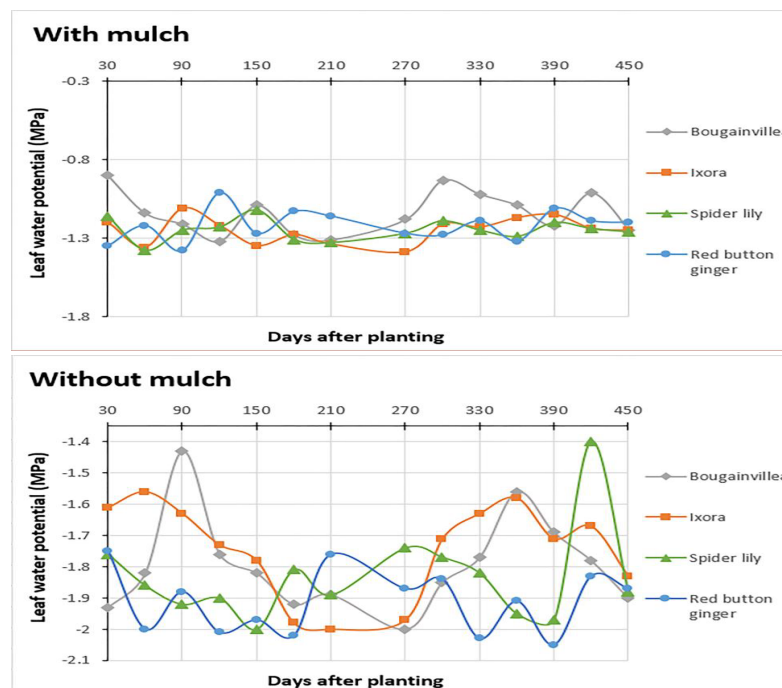 With mulch
30 90 150 210 270 330 390 450
-0.3
-0.8
-1.3
-1.8
Leaf water potential (MPa)
Days after planting
Bougainville
Ixora
Spider lily
Red button
ginger
Without mulch
30 90 150 210 270 330 390 450
-1.4
-1.5
-1.6
-1.7
-1.8
-1.9
-2
-2.1
Leaf water potential (MPa)
Days after planting
Bougainvillea
Ixora
Spider lily
Red button
ginger